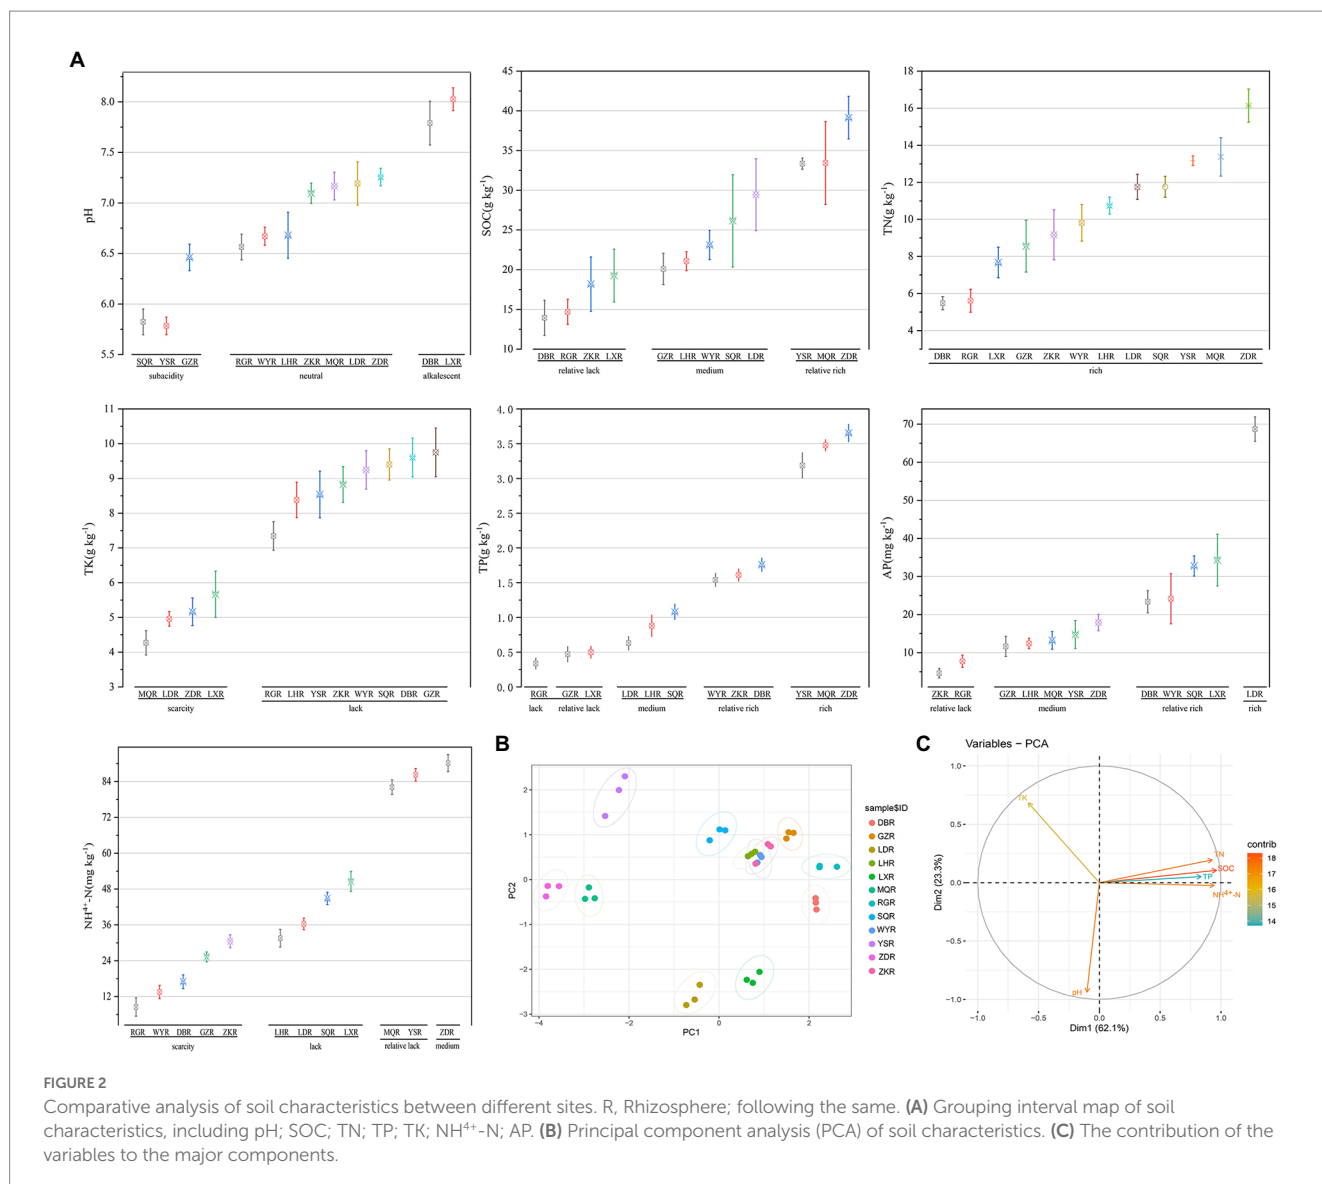 A
pH
8.0
7.5
7.0
6.5
6.0
5.5
SQR YSR GZR RGR WYR LHR ZKR MQR LDR ZDR DBR LXR
subacidity neutral alkalescent
SOC(g kg-1)
45
40
35
30
25
20
15
10
DBR RGR ZKR LXR GZR LHR WYR SQR LDR YSR MQR ZDR
relative lack medium relative rich
TN(g kg-1)
18
16
14
12
10
8
6
4
DBR RGR LXR GZR ZKR WYR LHR LDR SQR YSR MQR ZDR
rich
TK(g kg-1)
11
10
9
8
7
6
5
4
3
MQR LDR ZDR LXR RGR LHR YSR ZKR WYR SQR DBR GZR
scarcity lack
TP(g kg-1)
4.0
3.5
3.0
2.5
2.0
1.5
1.0
0.5
0.0
RGR GZR LXR LDR LHR SQR WYR ZKR DBR YSR MQR ZDR
lack relative lack medium relative rich rich
AP(mg kg-1)
70
60
50
40
30
20
10
ZKR RGR GZR LHR MQR YSR ZDR DBR WYR SQR LXR LDR
relative lack medium relative rich rich
NH4+-N(mg kg-1)
84
72
60
48
36
24
12
RGR WYR DBR GZR ZKR LHR LDR SQR LXR MQR YSR ZDR
scarcity lack relative lack medium
B
PC2
2
1
0
−1
−2
−3
−4 −2 0 2
PC1
sample$ID
DBR
GZR
LDR
LHR
LXR
MQR
RGR
SQR
WYR
YSR
ZDR
ZKR
C
Variables − PCA
Dim2 (23.3%)
1.0
0.5
0.0
−0.5
−1.0
TK
TN
SOC
TP
NH4+-N
pH
−1.0 −0.5 0.0 0.5 1.0
Dim1 (62.1%)
contrib
18
17
16
15
14
FIGURE 2
Comparative analysis of soil characteristics between different sites. R, Rhizosphere; following the same. (A) Grouping interval map of soil
characteristics, including pH; SOC; TN; TP; TK; NH4+-N; AP. (B) Principal component analysis (PCA) of soil characteristics. (C) The contribution of the
variables to the major components.